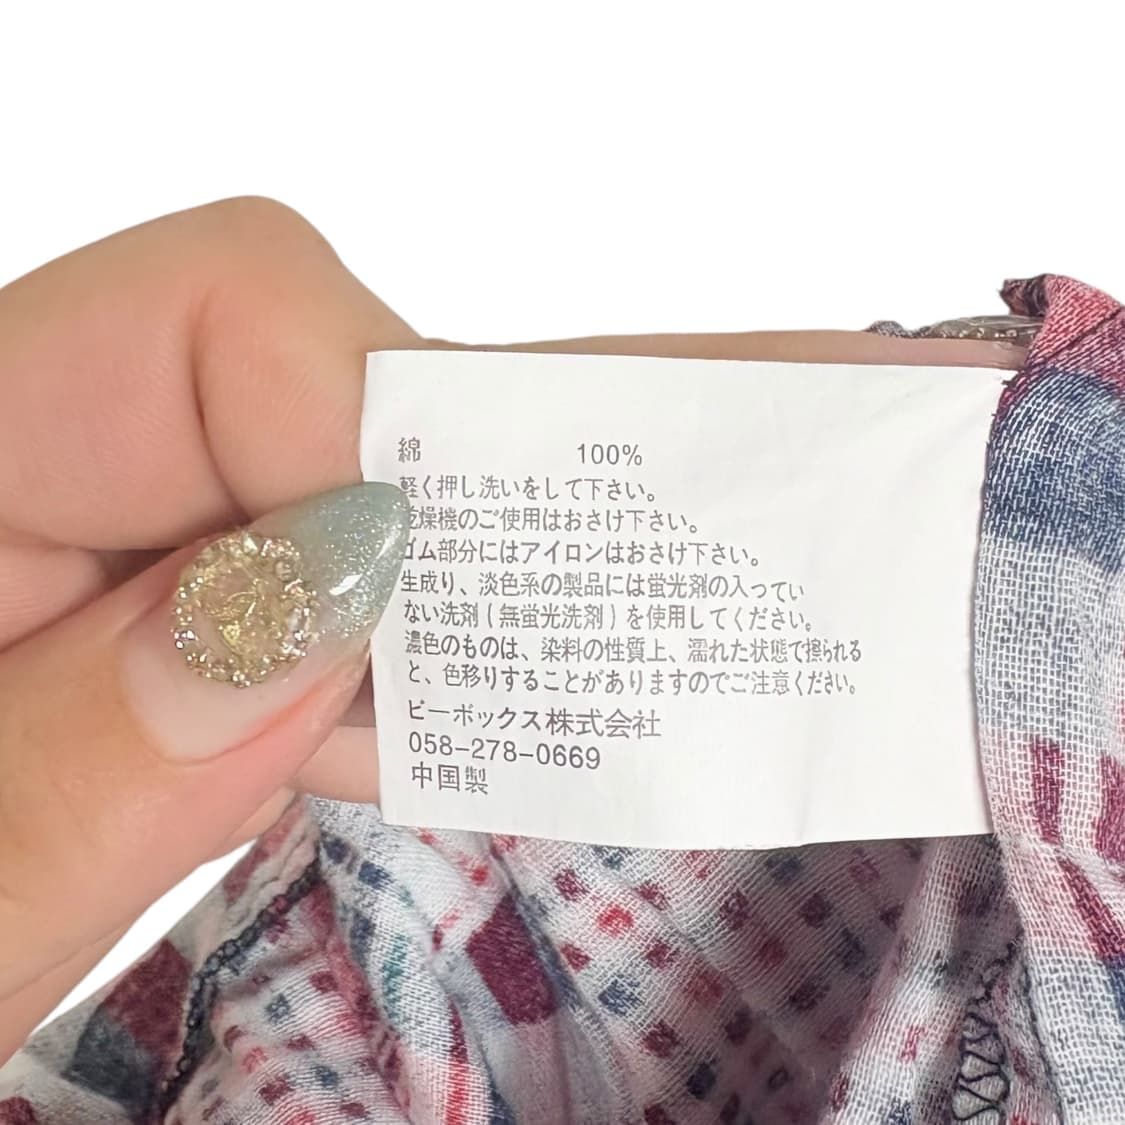 綿 100%
軽く押し洗いをして下さい。
乾燥機のご使用はおさけ下さい。
ゴム部分にはアイロンはおさけ下さい。
生成り、淡色系の製品には蛍光剤の入ってい
ない洗剤(無蛍光洗剤)を使用してください。
濃色のものは、染料の性質上、濡れた状態で擦られる
と、色移りすることがありますのでご注意ください。
ビーボックス株式会社
058-278-0669
中国製